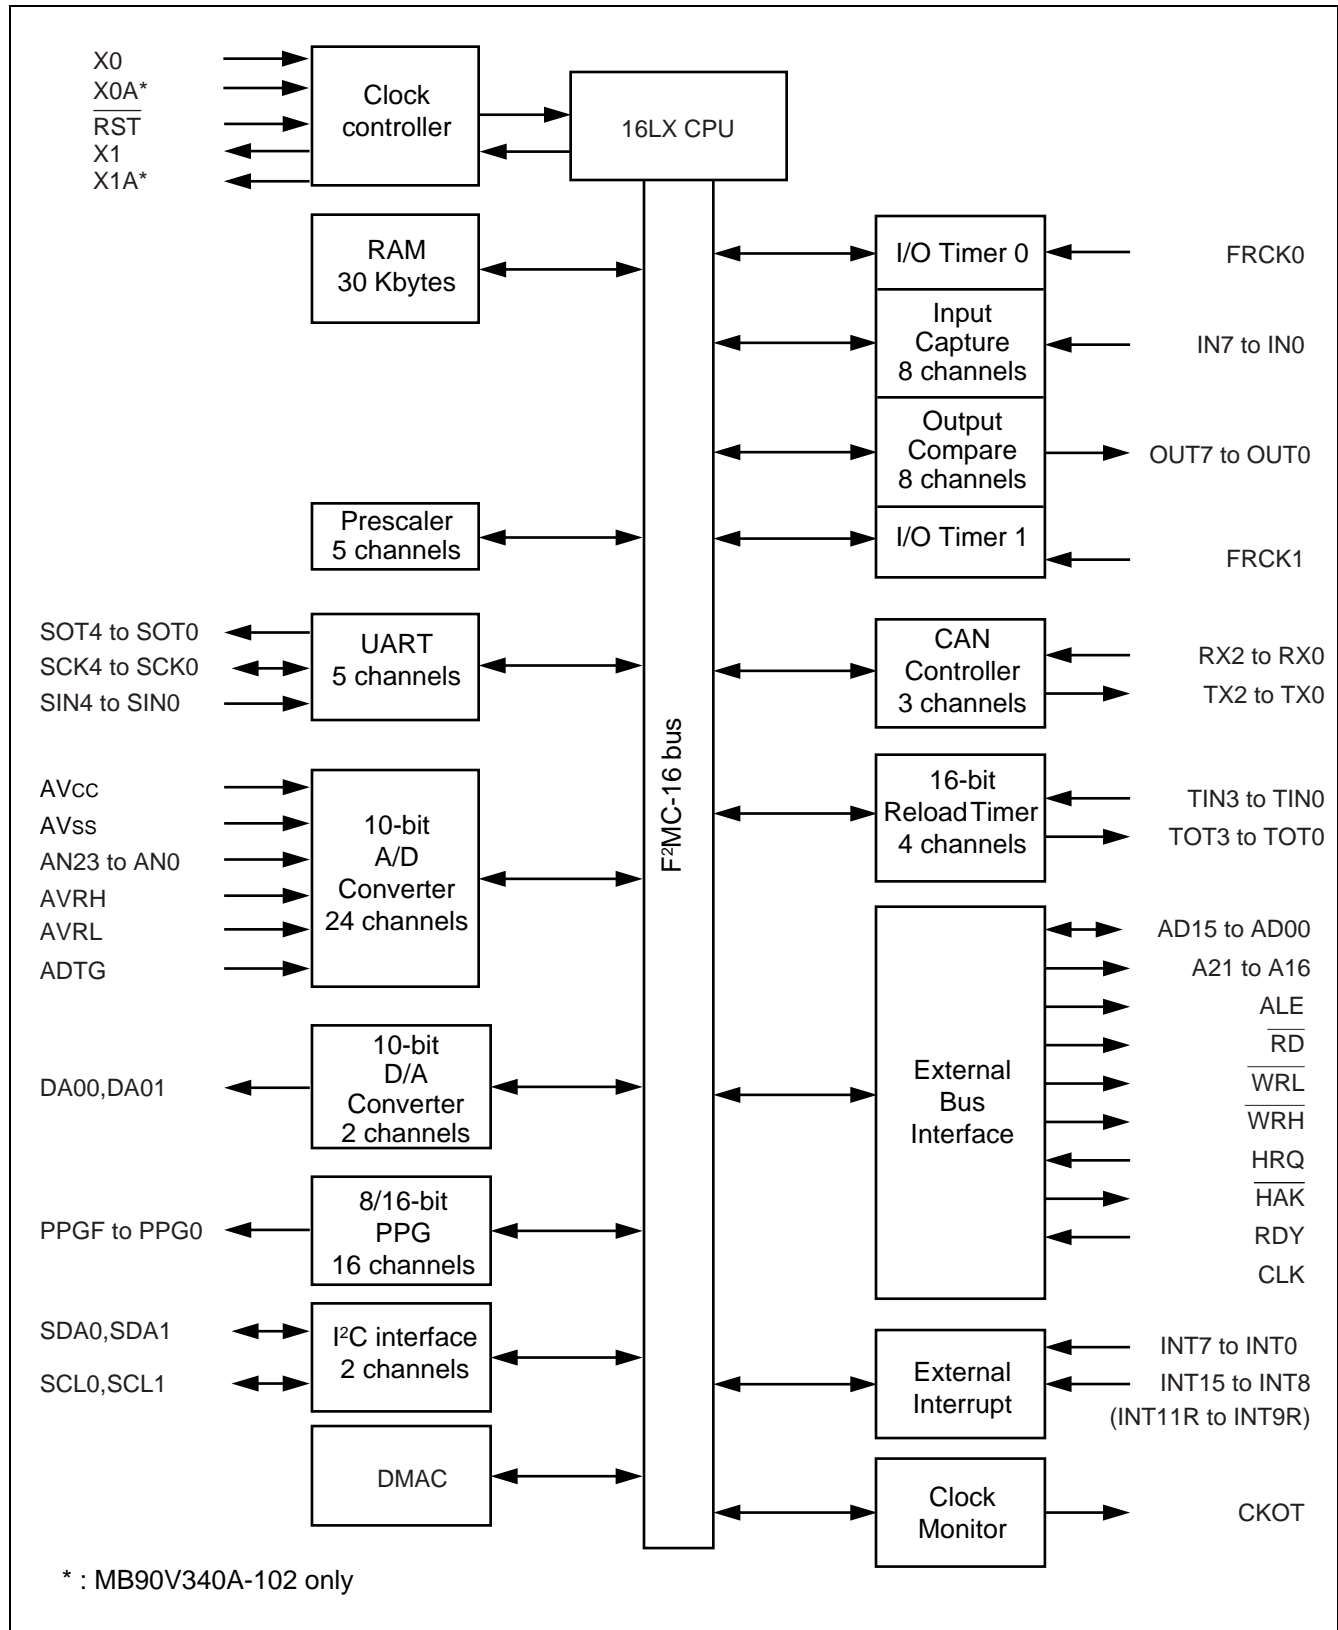 X0
X0A*
RST
X1
X1A*
Clock
controller
16LX CPU
RAM
30 Kbytes
Prescaler
5 channels
SOT4 to SOT0
SCK4 to SCK0
SIN4 to SIN0
UART
5 channels
AVcc
AVss
AN23 to AN0
AVRH
AVRL
ADTG
10-bit
A/D
Converter
24 channels
DA00,DA01
10-bit
D/A
Converter
2 channels
PPGF to PPG0
8/16-bit
PPG
16 channels
SDA0,SDA1
SCL0,SCL1
I²C interface
2 channels
DMAC
F²MC-16 bus
I/O Timer 0
FRCK0
Input
Capture
8 channels
IN7 to IN0
Output
Compare
8 channels
OUT7 to OUT0
I/O Timer 1
FRCK1
CAN
Controller
3 channels
RX2 to RX0
TX2 to TX0
16-bit
Reload Timer
4 channels
TIN3 to TIN0
TOT3 to TOT0
External
Bus
Interface
AD15 to AD00
A21 to A16
ALE
RD
WRL
WRH
HRQ
HAK
RDY
CLK
External
Interrupt
INT7 to INT0
INT15 to INT8
(INT11R to INT9R)
Clock
Monitor
CKOT
* : MB90V340A-102 only